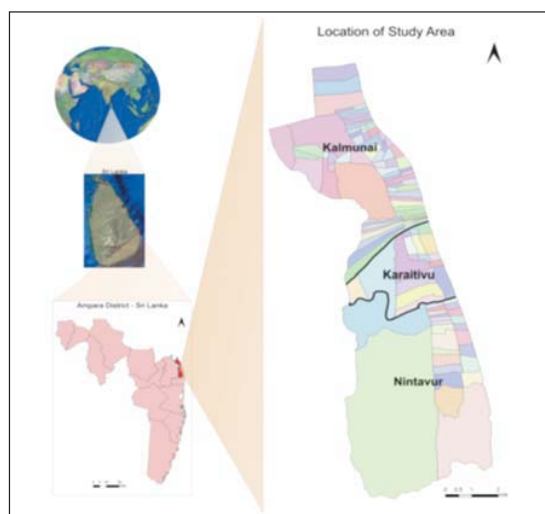 Location of Study Area
Sri Lanka
Kalmunai
Karaitivu
Ampara District - Sri Lanka
Nintavur